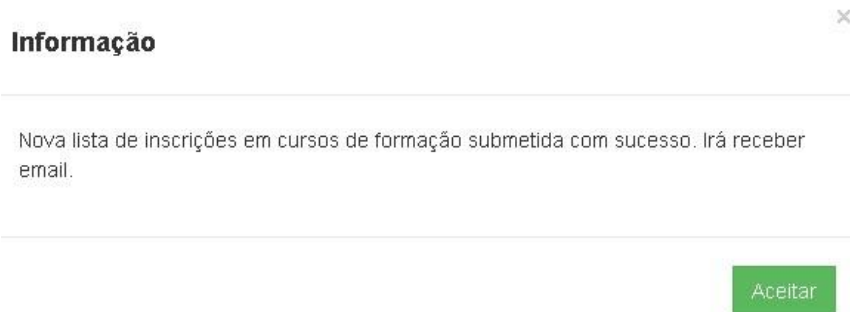 Informação
Nova lista de inscrições em cursos de formação submetida com sucesso. Irá receber
email.
Aceitar